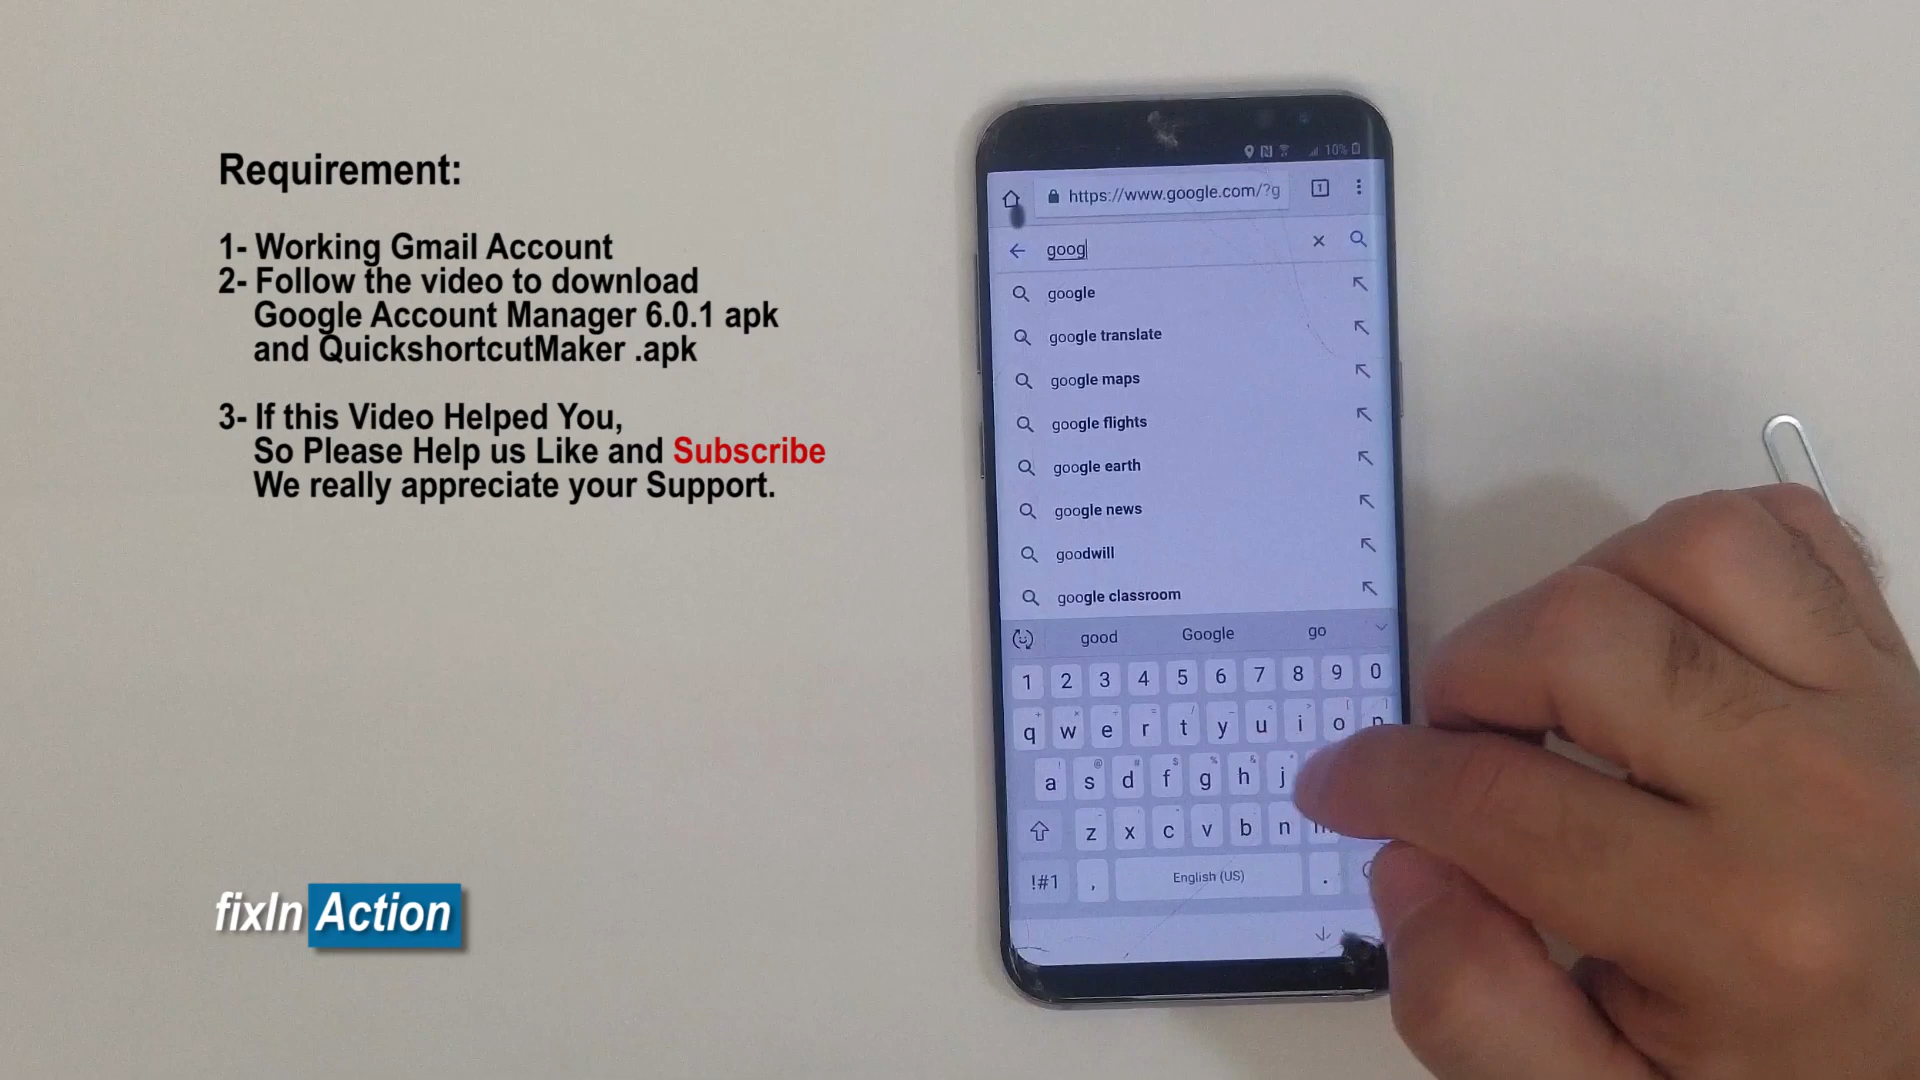 Requirement:
1- Working Gmail Account
2- Follow the video to download
Google Account Manager 6.0.1 apk
and QuickshortcutMaker .apk
3- If this Video Helped You,
So Please Help us Like and Subscribe
We really appreciate your Support.
fixIn Action
10%
https://www.google.com/?g
1
goog
google
google translate
google maps
google flights
google earth
google news
goodwill
google classroom
good Google go
1 2 3 4 5 6 7 8 9 0
q w e r t y u i o p
a s d f g h j
z x c v b n m
!#1 , English (US) .